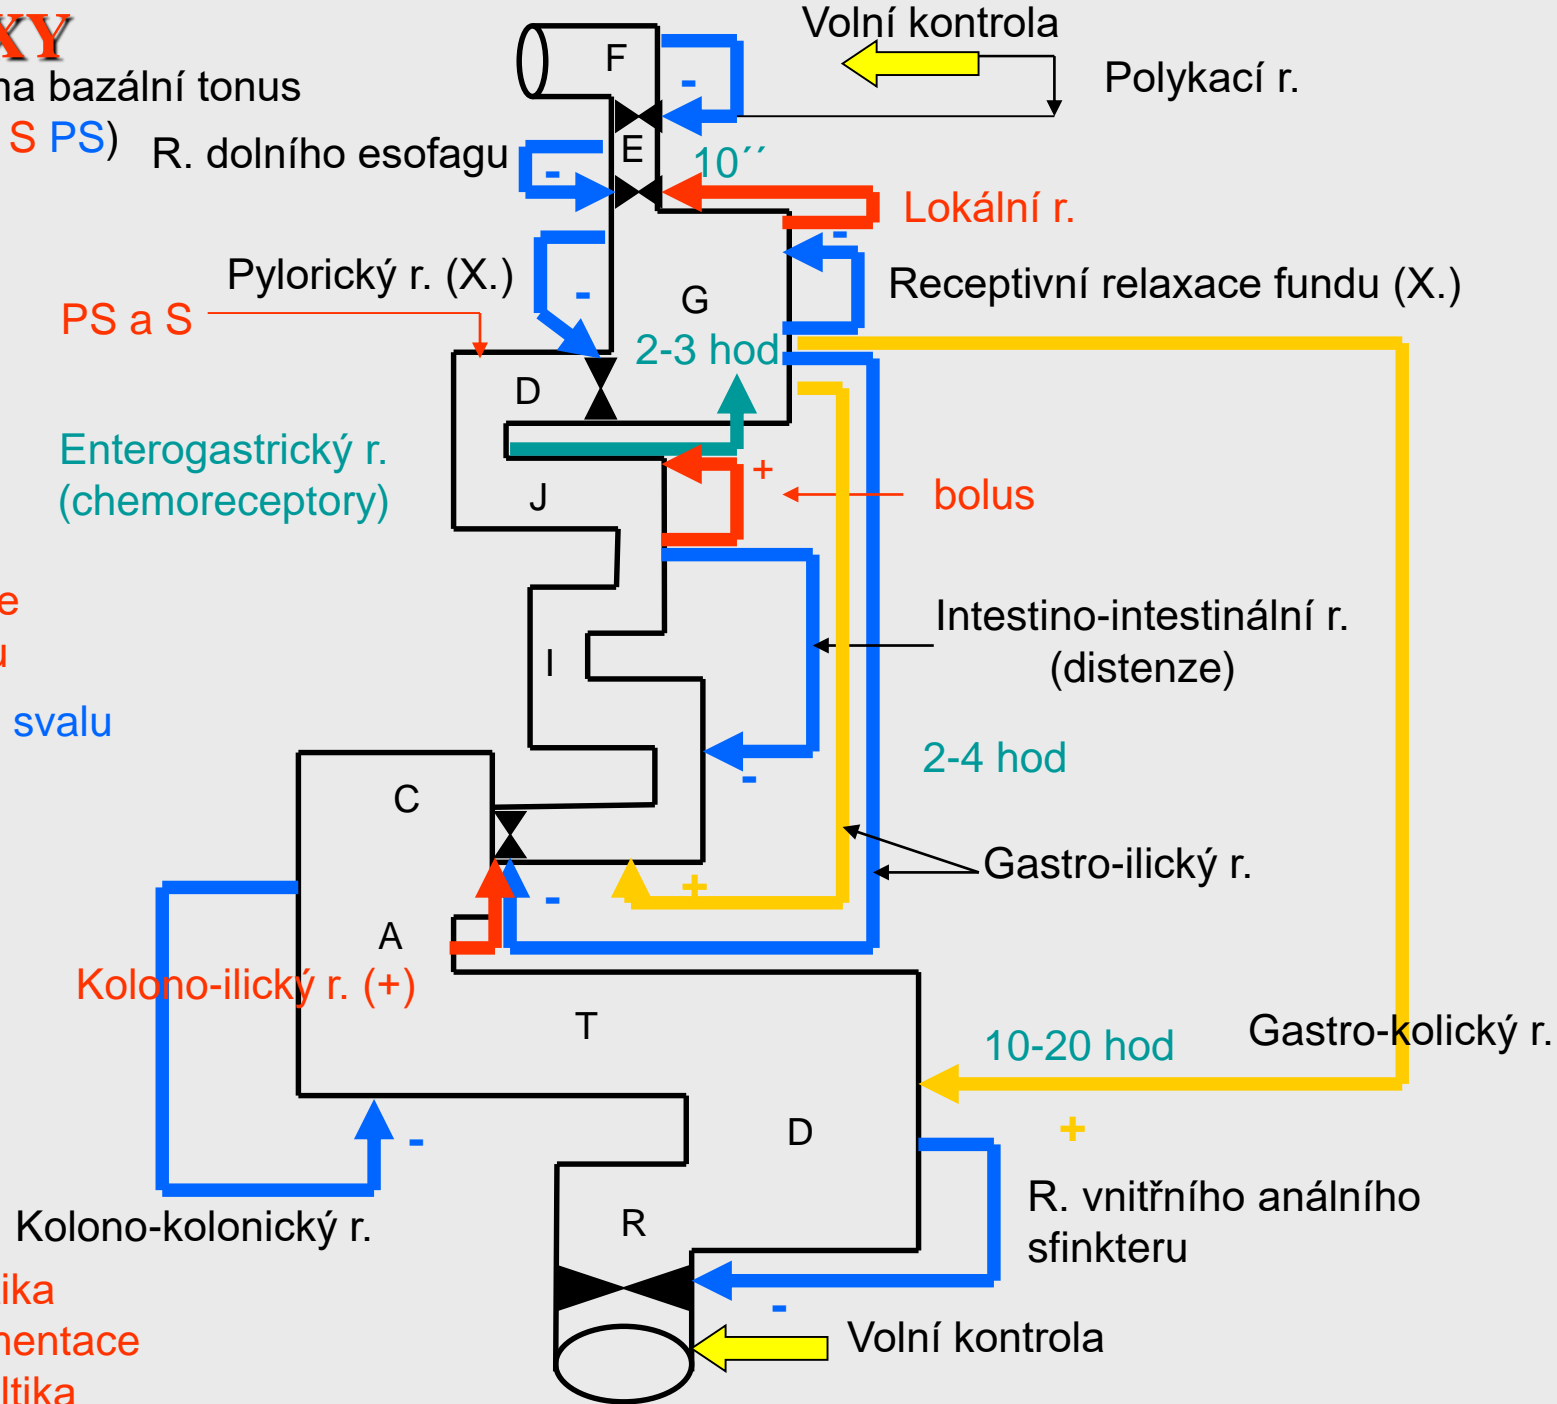 XY
na bazální tonus
S PS)
Volní kontrola
Polykací r.
F
-
R. dolního esofagu
E
10´´
-
Lokální r.
-
Pylorický r. (X.)
-
G
Receptivní relaxace fundu (X.)
PS a S
2-3 hod
D
Enterogastrický r.
(chemoreceptory)
+
J
bolus
e
Intestino-intestinální r.
(distenze)
I
svalu
2-4 hod
-
C
Gastro-ilický r.
+
-
A
Kolono-ilický r. (+)
T
10-20 hod
Gastro-kolický r.
+
D
-
R. vnitřního análního
sfinkteru
Kolono-kolonický r.
R
ika
-
Volní kontrola
mentace
ltika